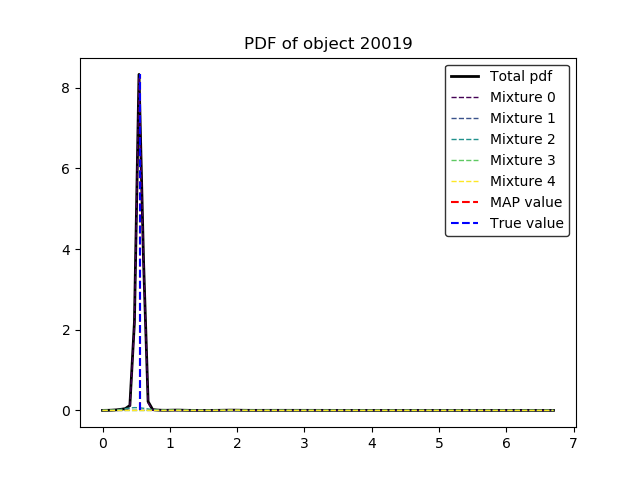 PDF of object 20019
Total pdf
Mixture 0
Mixture 1
Mixture 2
Mixture 3
Mixture 4
MAP value
True value
8
6
4
2
0
0 1 2 3 4 5 6 7